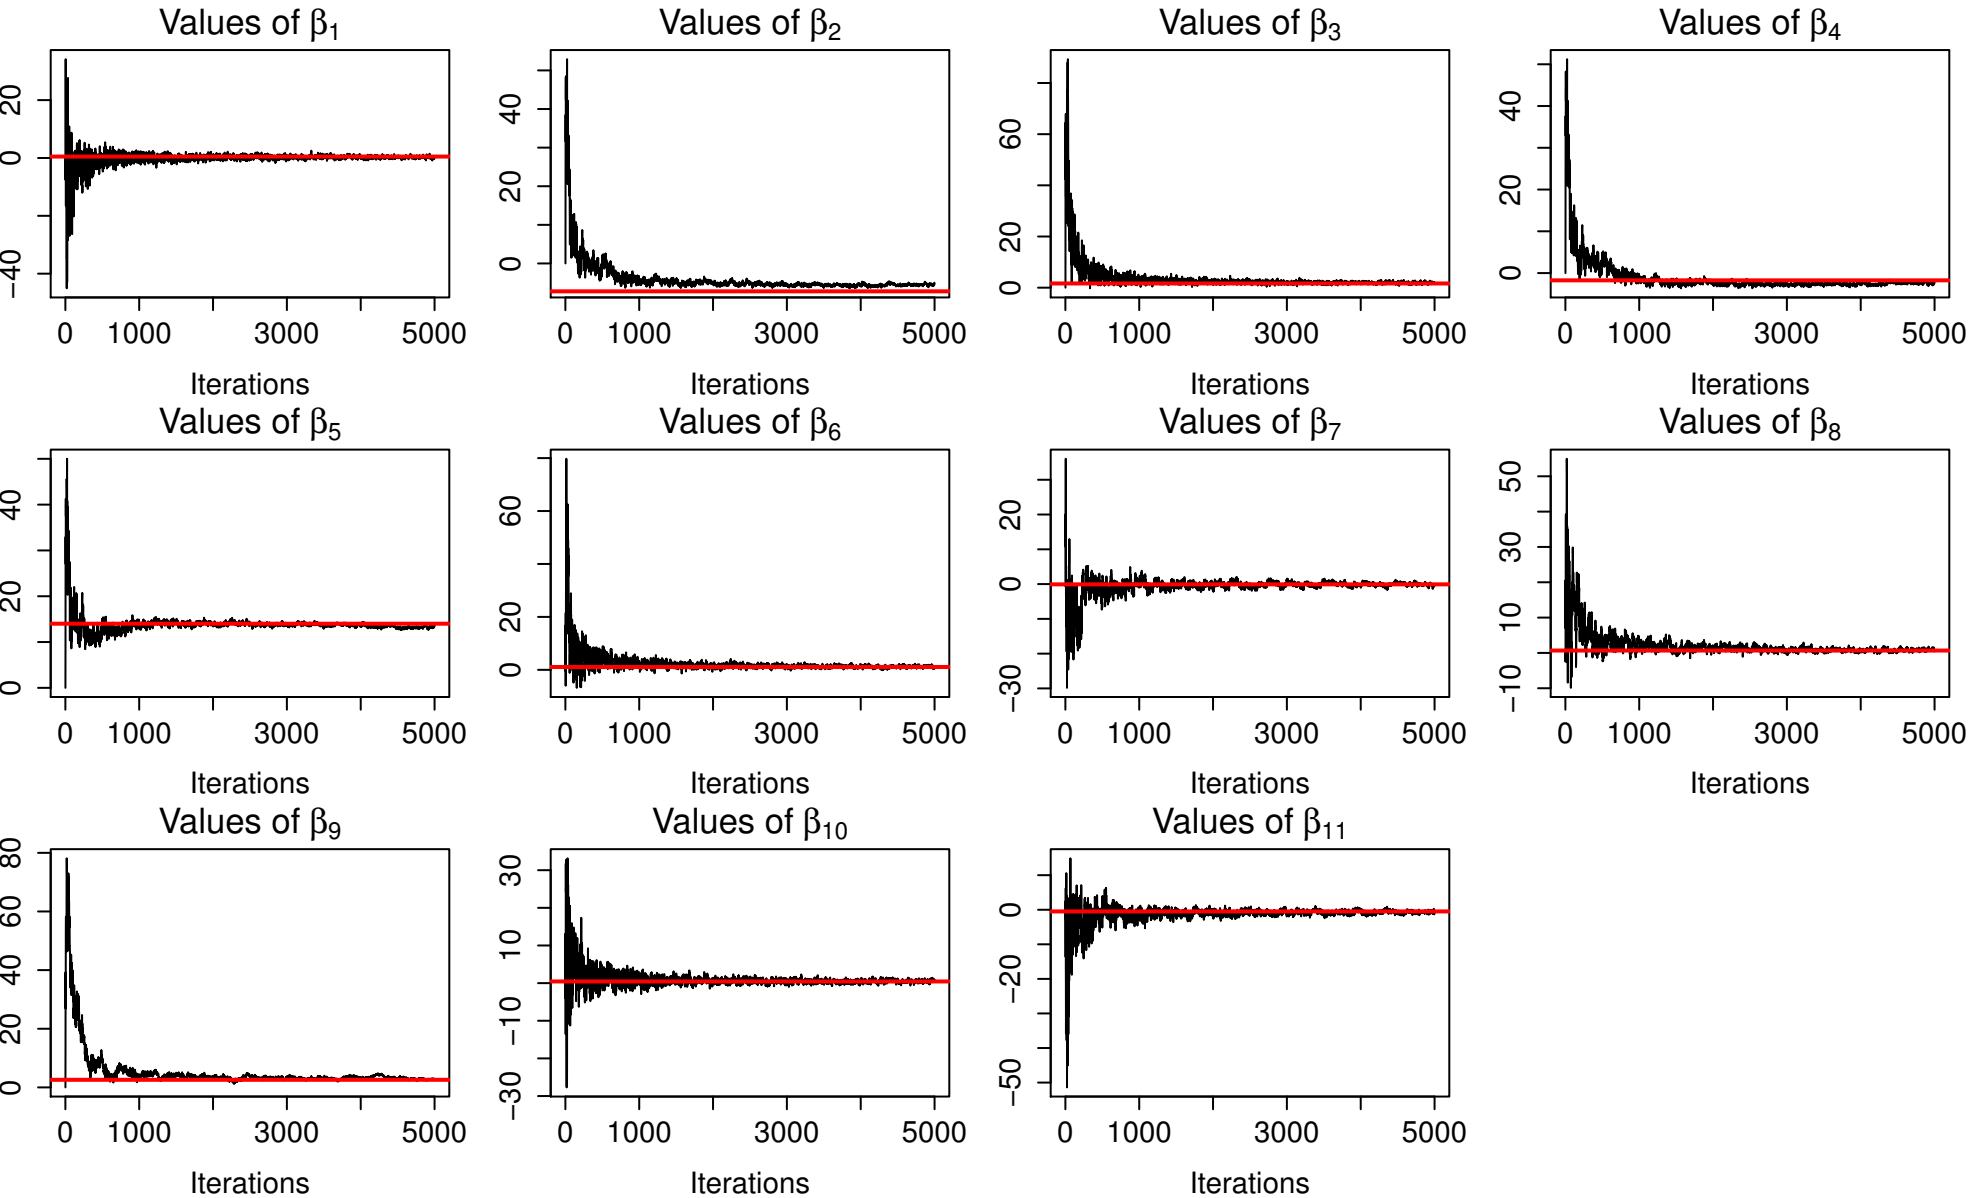 Values of β1
Values of β2
Values of β3
Values of β4
20
0
−40
0 1000 3000 5000
Iterations
40
20
0
0 1000 3000 5000
Iterations
60
20
0
0 1000 3000 5000
Iterations
40
20
0
0 1000 3000 5000
Iterations
Values of β5
Values of β6
Values of β7
Values of β8
40
20
0
0 1000 3000 5000
Iterations
60
20
0
0 1000 3000 5000
Iterations
20
0
−30
0 1000 3000 5000
Iterations
50
30
10
−10
0 1000 3000 5000
Iterations
Values of β9
Values of β10
Values of β11
80
60
40
20
0
0 1000 3000 5000
Iterations
30
10
−10
−30
0 1000 3000 5000
Iterations
0
−20
−50
0 1000 3000 5000
Iterations